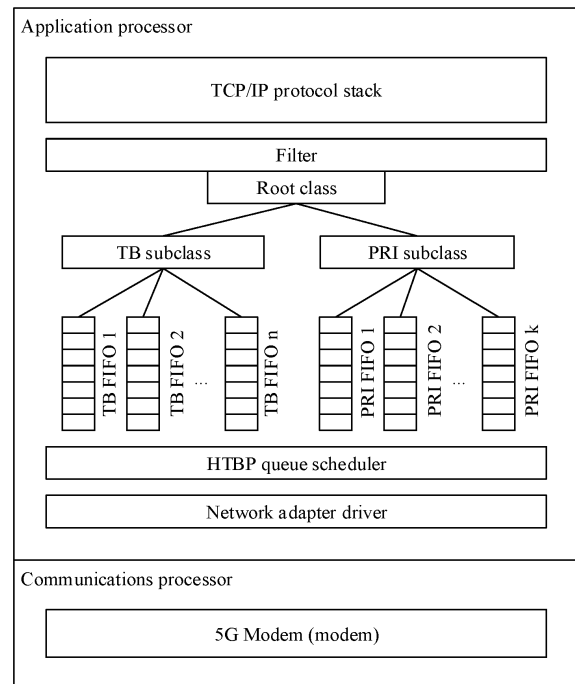 Application processor
TCP/IP protocol stack
Filter
Root class
TB subclass
PRI subclass
TB FIFO 1
TB FIFO 2
...
TB FIFO n
PRI FIFO 1
PRI FIFO 2
...
PRI FIFO k
HTBP queue scheduler
Network adapter driver
Communications processor
5G Modem (modem)